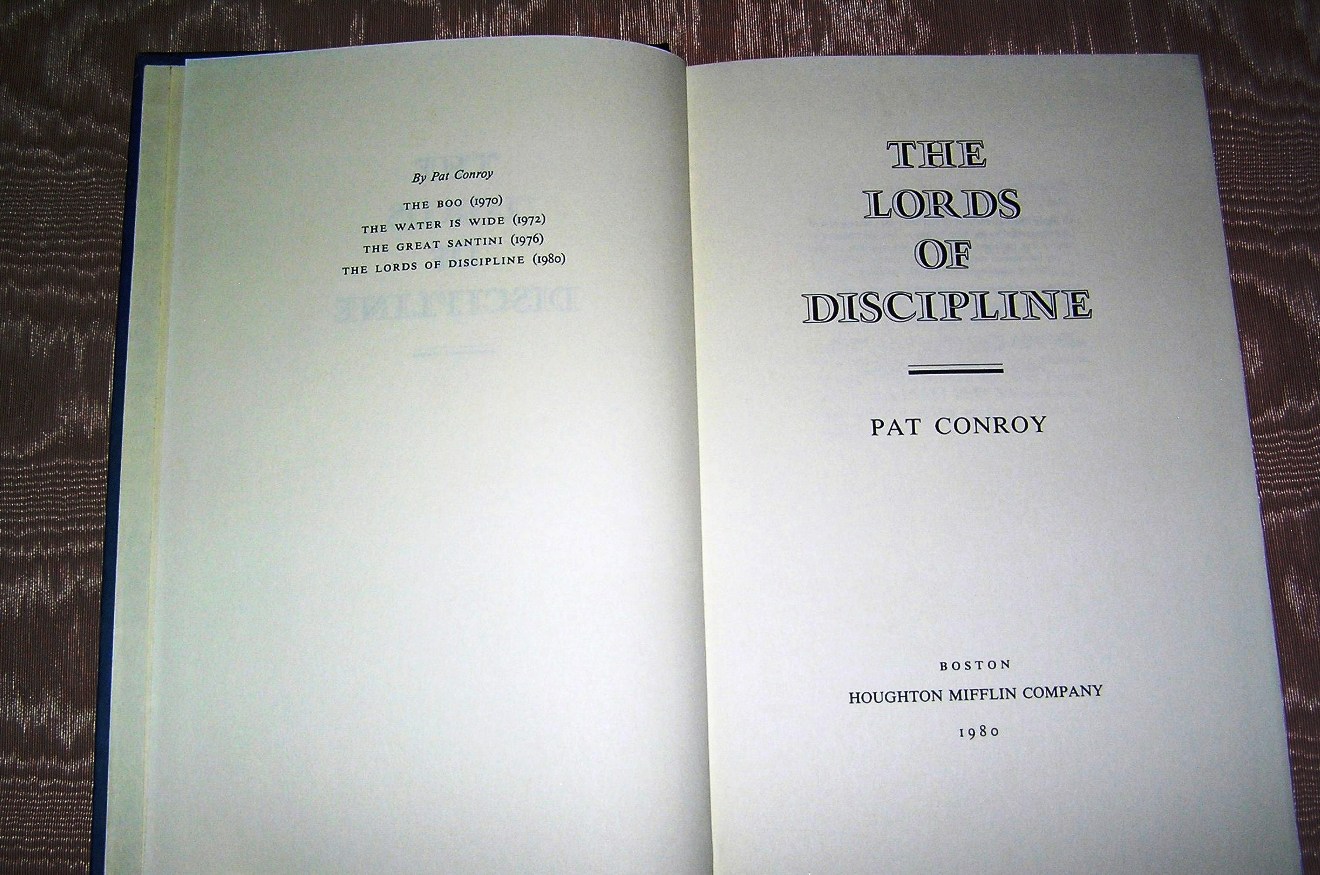 By Pat Conroy
THE BOO (1970)
THE WATER IS WIDE (1972)
THE GREAT SANTINI (1976)
THE LORDS OF DISCIPLINE (1980)
THE
LORDS
OF
DISCIPLINE
PAT CONROY
BOSTON
HOUGHTON MIFFLIN COMPANY
1980